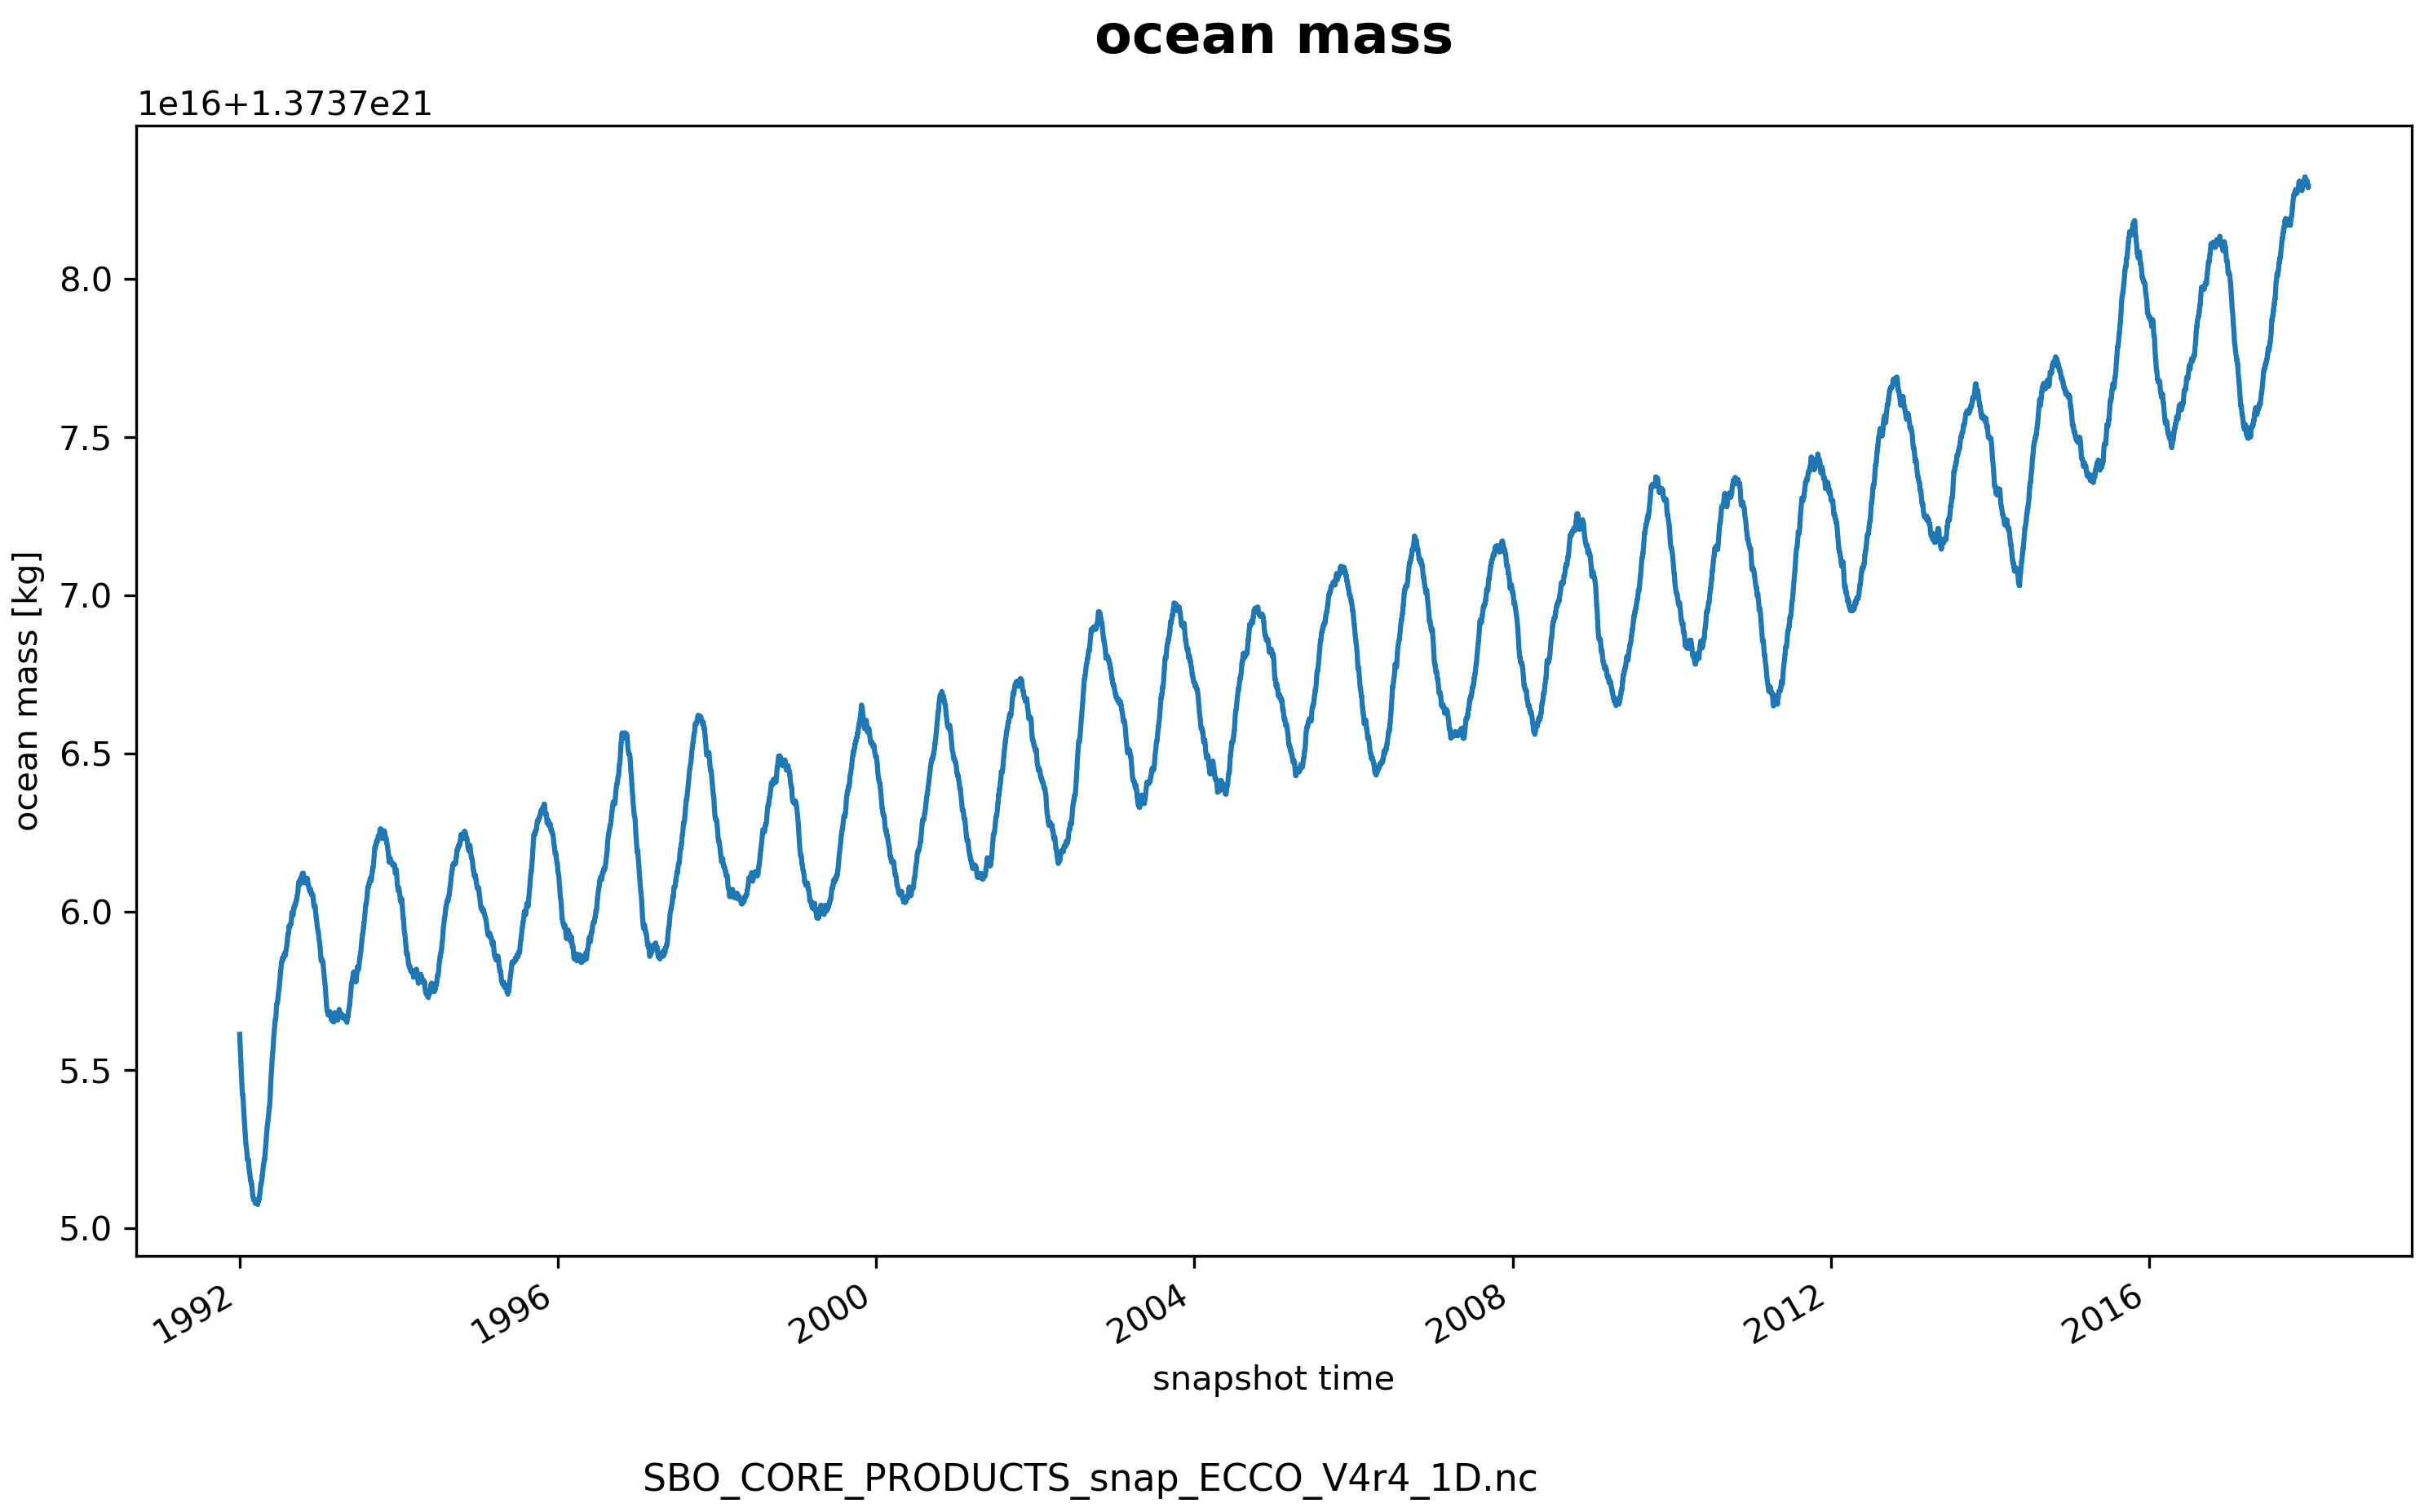 ocean mass
1e16+1.3737e21
8.0
7.5
7.0
6.5
6.0
5.5
5.0
ocean mass [kg]
1992
1996
2000
2004
2008
2012
2016
snapshot time
SBO_CORE_PRODUCTS_snap_ECCO_V4r4_1D.nc